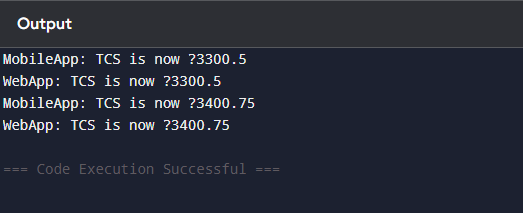 Output
MobileApp: TCS is now ?3300.5
WebApp: TCS is now ?3300.5
MobileApp: TCS is now ?3400.75
WebApp: TCS is now ?3400.75
=== Code Execution Successful ===